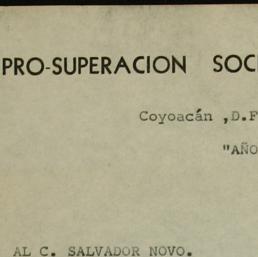 PRO-SUPERACION SOC
Coyoacán ,D.F
"AÑO
AL C. SALVADOR NOVO.